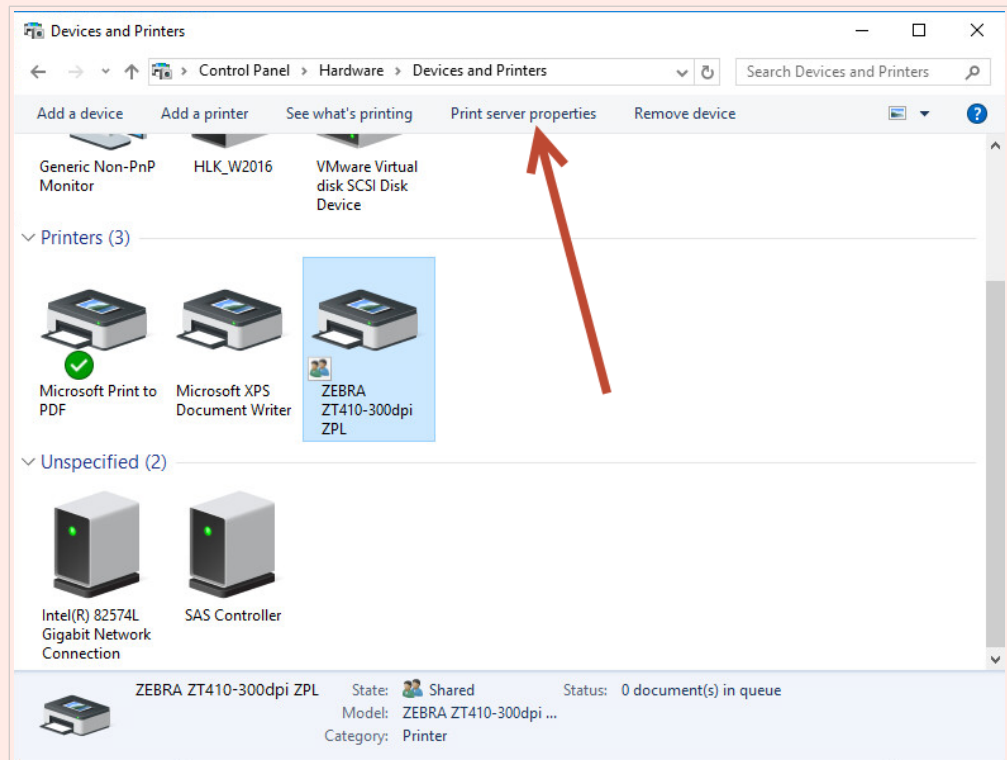 Devices and Printers
Control Panel > Hardware > Devices and Printers
Search Devices and Printers
Add a device Add a printer See what's printing Print server properties Remove device
Generic Non-PnP
Monitor
HLK_W2016
VMware Virtual
disk SCSI Disk
Device
Printers (3)
Microsoft Print to
PDF
Microsoft XPS
Document Writer
ZEBRA
ZT410-300dpi
ZPL
Unspecified (2)
Intel(R) 82574L
Gigabit Network
Connection
SAS Controller
ZEBRA ZT410-300dpi ZPL State: Shared Status: 0 document(s) in queue
Model: ZEBRA ZT410-300dpi ...
Category: Printer